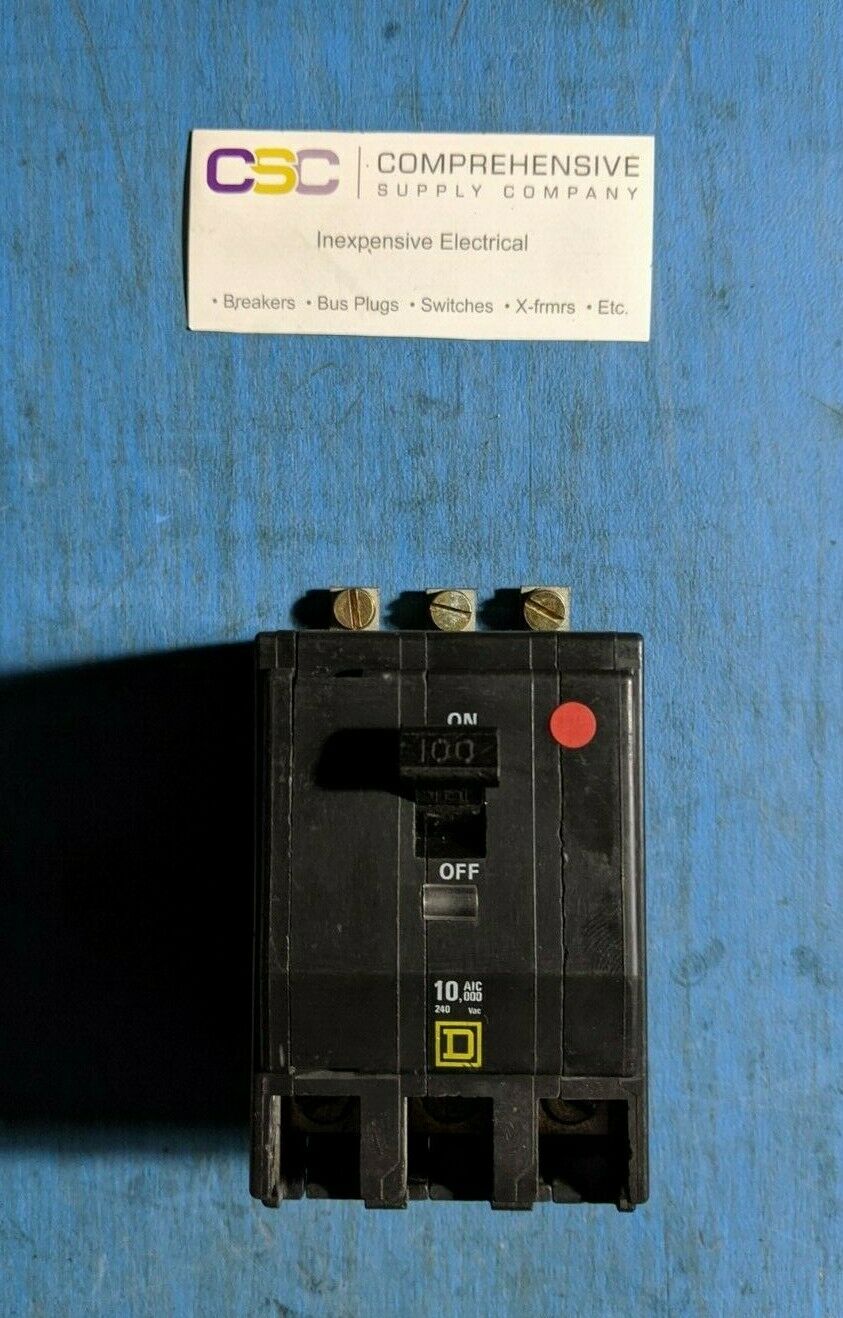 CSC COMPREHENSIVE
SUPPLY COMPANY
Inexpensive Electrical
• Breakers • Bus Plugs • Switches • X-frmrs • Etc.
ON
100
OFF
10,000 AIC
240 Vac
D